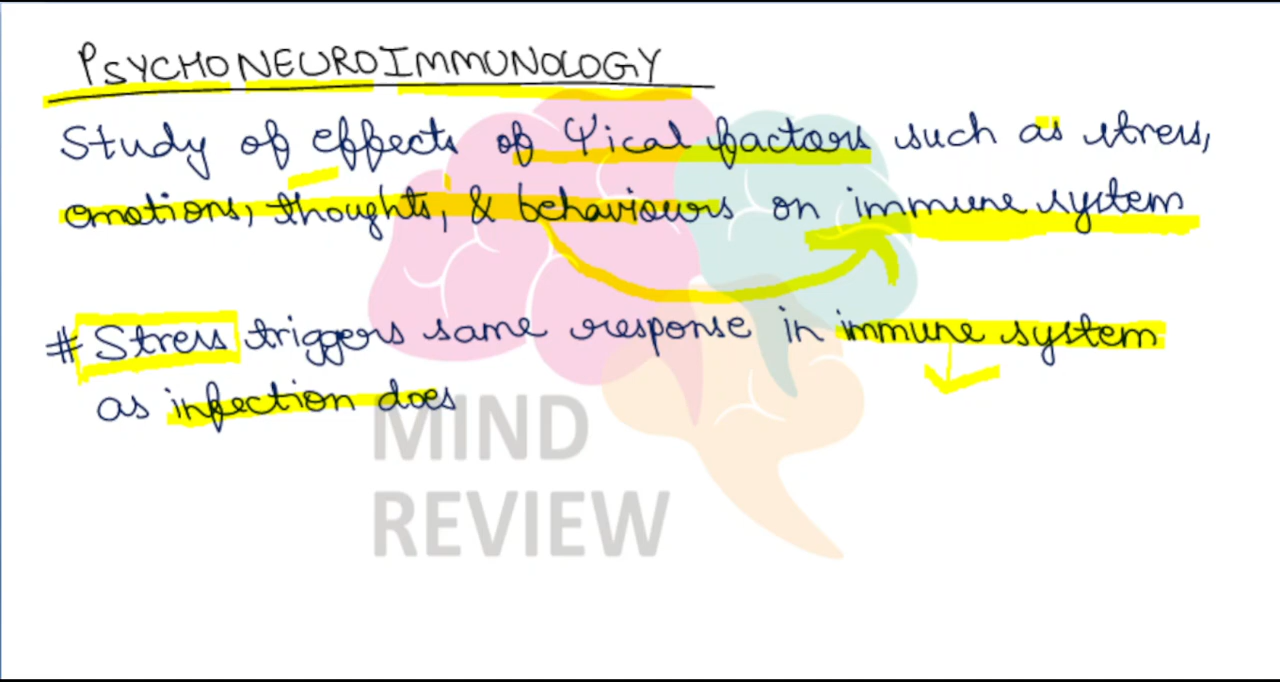 PSYCHONEUROIMMUNOLOGY
Study of effects of Ψical factors such as stress,
emotions, thoughts, & behaviours on immune system
# Stress triggers same response in immune system
as infection does
MIND
REVIEW